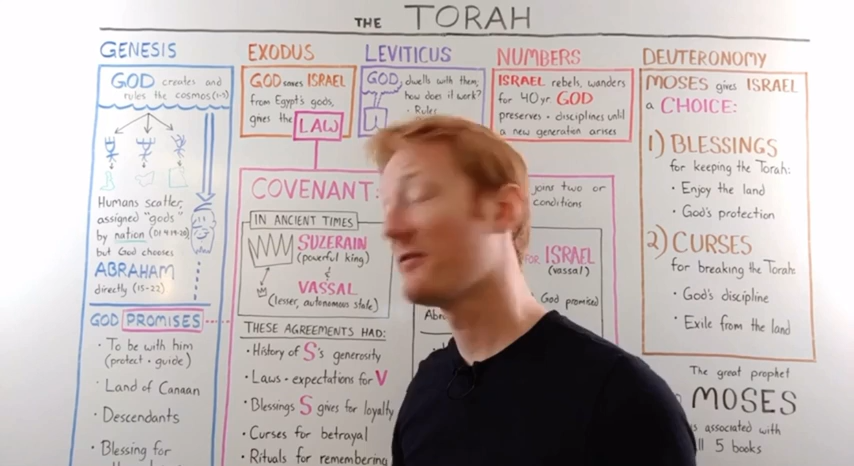 THE TORAH
GENESIS
GOD creates and
rules the cosmos (1-11)
Humans scatter,
assigned "gods"
by nation
but God chooses
ABRAHAM
directly (15-22)
GOD PROMISES
· To be with him
(protect · guide)
· Land of Canaan
· Descendants
· Blessing for
EXODUS
GOD saves ISRAEL
from Egypt's gods,
gives the LAW
LEVITICUS
GOD dwells with them,
how does it work?
· Rules
NUMBERS
ISRAEL rebels, wanders
for 40 yr. GOD
preserves · disciplines until
a new generation arises
COVENANT:
joins two or
conditions
IN ANCIENT TIMES
SUZERAIN
(powerful king)
&
VASSAL
(lesser, autonomous state)
THESE AGREEMENTS HAD:
· History of S's generosity
· Laws · expectations for V
· Blessings S gives for loyalty
· Curses for betrayal
· Rituals for remembering
FOR ISRAEL
(vassal)
God promised
DEUTERONOMY
MOSES gives ISRAEL
a CHOICE:
1) BLESSINGS
for keeping the Torah:
· Enjoy the land
· God's protection
2) CURSES
for breaking the Torah:
· God's discipline
· Exile from the land
The great prophet
MOSES
is associated with
all 5 books